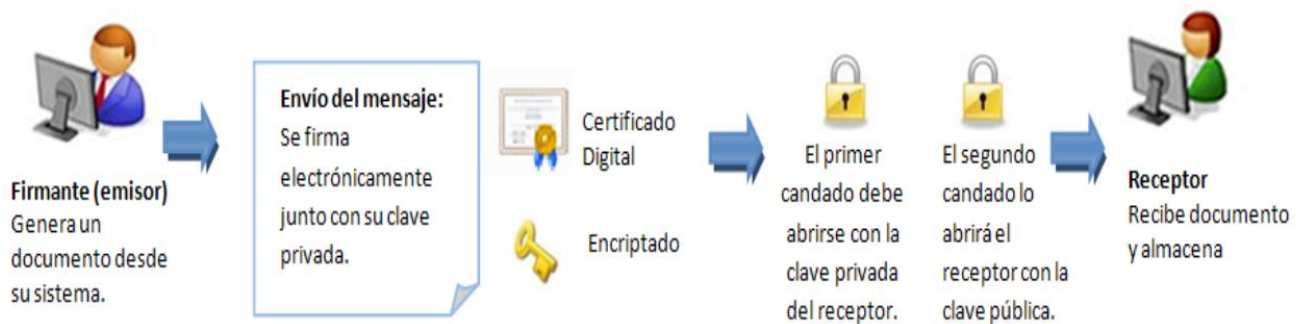 Firmante (emisor)
Genera un
documento desde
su sistema.
Envío del mensaje:
Se firma
electrónicamente
junto con su clave
privada.
Certificado
Digital
Encriptado
El primer
candado debe
abrirse con la
clave privada
del receptor.
El segundo
candado lo
abrirá el
receptor con la
clave pública.
Receptor
Recibe documento
y almacena